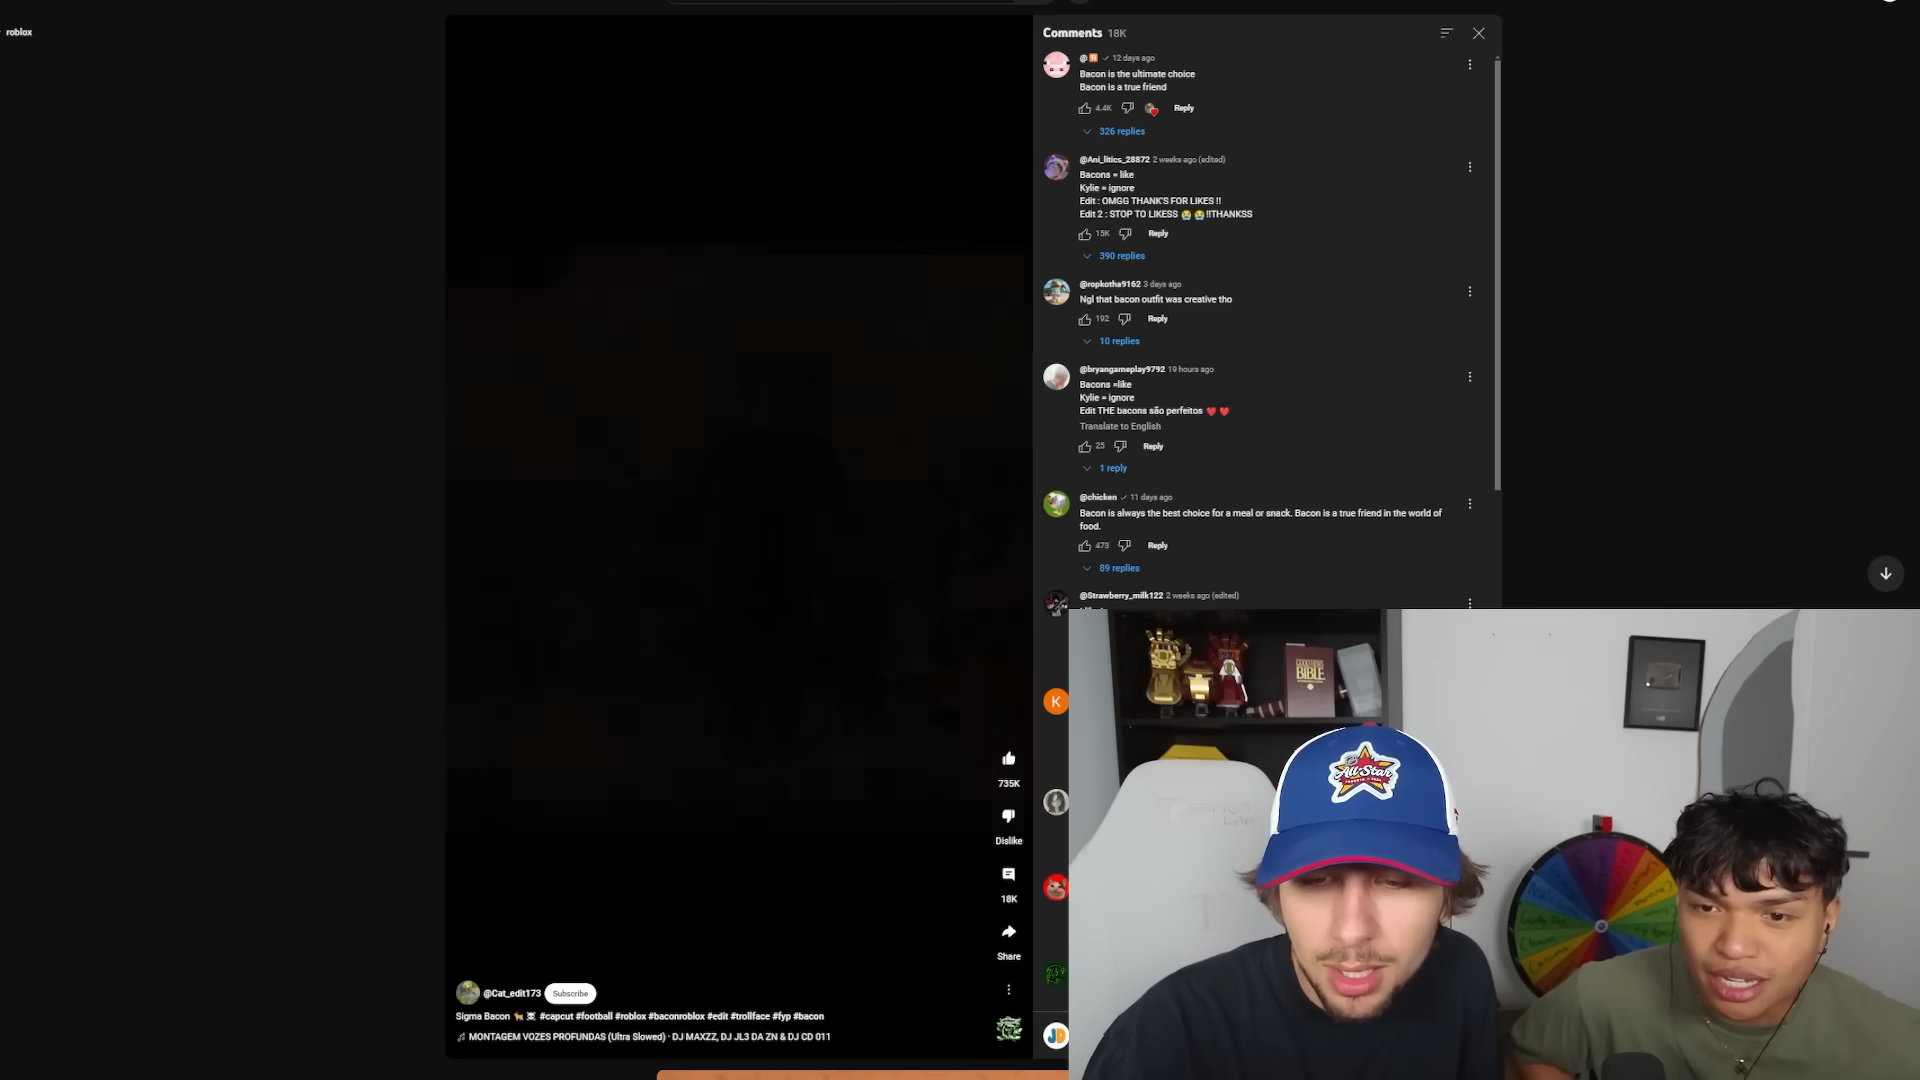 roblox
Comments 18K
@ 12 days ago
Bacon is the ultimate choice
Bacon is a true friend
4.4K Reply
326 replies
@Ani_litics_28872 2 weeks ago (edited)
Bacons = like
Kylie = ignore
Edit : OMGG THANK'S FOR LIKES !!
Edit 2 : STOP TO LIKESS 😭 😭 !!THANKSS
15K Reply
390 replies
@ropkotha9162 3 days ago
Ngl that bacon outfit was creative tho
192 Reply
10 replies
@bryangameplay9792 19 hours ago
Bacons =like
Kylie = ignore
Edit THE bacons são perfeitos ❤️ ❤️
Translate to English
25 Reply
1 reply
@chicken 11 days ago
Bacon is always the best choice for a meal or snack. Bacon is a true friend in the world of
food.
473 Reply
89 replies
@Strawberry_milk122 2 weeks ago (edited)
K
735K
Dislike
18K
Share
@Cat_edit173 Subscribe
Sigma Bacon #capcut #football #roblox #baconroblox #edit #trollface #fyp #bacon
MONTAGEM VOZES PROFUNDAS (Ultra Slowed) · DJ MAXZZ, DJ JL3 DA ZN & DJ CD 011
JD
BIBLE
All Star